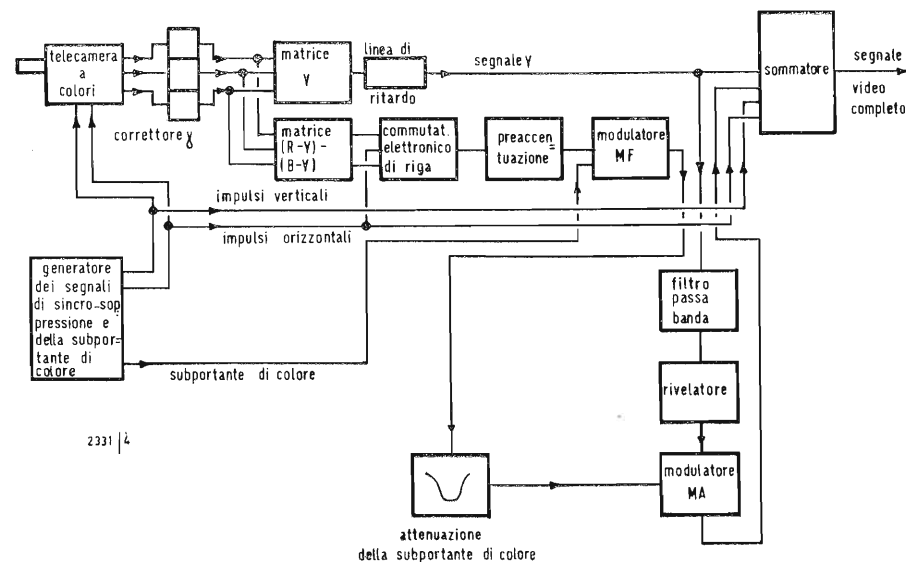 telecamera
a
colori
correttore γ
matrice
Y
linea di
ritardo
segnale Y
sommatore
segnale
video
completo
matrice
(R-Y)-
(B-Y)
commutat.
elettronico
di riga
preaccen=
tuazione
modulatore
MF
impulsi verticali
impulsi orizzontali
generatore
dei segnali
di sincro-sop
pressione e
della subpor=
tante di
colore
subportante di colore
filtro
passa
banda
rivelatore
modulatore
MA
attenuazione
della subportante di colore
2331 | 4